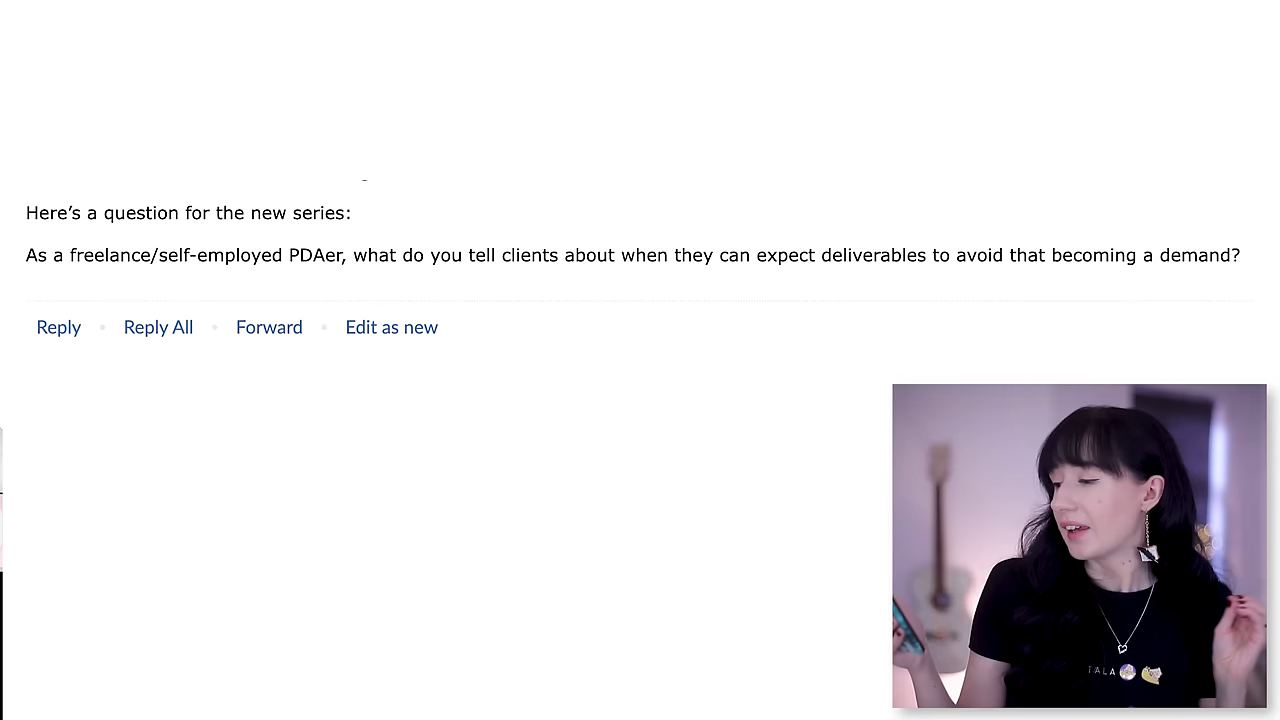 Here’s a question for the new series:
As a freelance/self-employed PDAer, what do you tell clients about when they can expect deliverables to avoid that becoming a demand?
Reply • Reply All • Forward • Edit as new
TALA